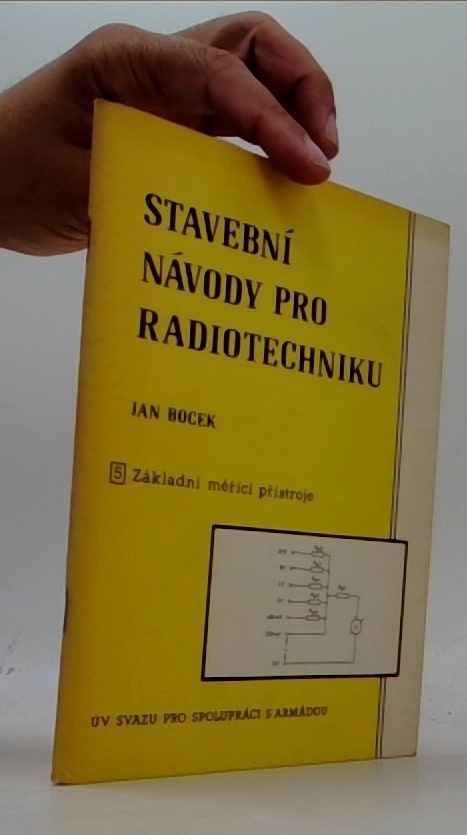 STAVEBNÍ
NÁVODY PRO
RADIOTECHNIKU
JAN BOCEK
5 Základní měřicí přístroje
ÚV SVAZU PRO SPOLUPRÁCI S ARMÁDOU